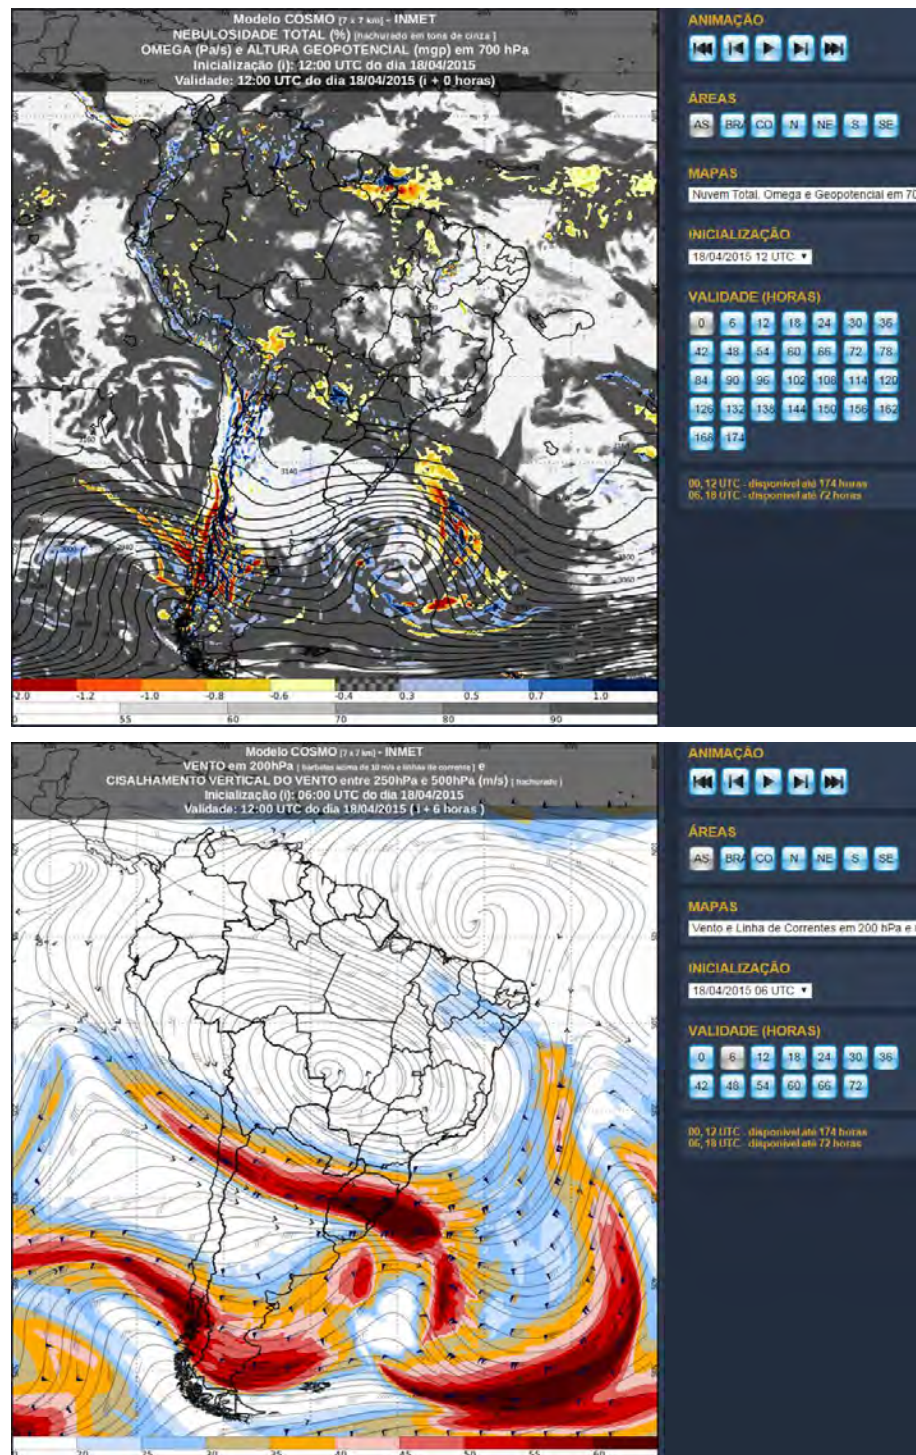 Modelo COSMO [7 x 7 km] - INMET
NEBULOSIDADE TOTAL (%) [hachurado em tons de cinza ]
OMEGA (Pa/s) e ALTURA GEOPOTENCIAL (mgp) em 700 hPa
Inicialização (i): 12:00 UTC do dia 18/04/2015
Validade: 12:00 UTC do dia 18/04/2015 (i + 0 horas)
3140
3060
-1.2 -1.0 -0.8 -0.6 -0.4 0.3 0.5 0.7 1.0
55 60 70 80 90
ANIMAÇÃO
ÁREAS
AS BRA CO N NE S SE
MAPAS
Nuvem Total, Omega e Geopotencial em 70
INICIALIZAÇÃO
18/04/2015 12 UTC
VALIDADE (HORAS)
0 6 12 18 24 30 36
42 48 54 60 66 72 78
84 90 96 102 108 114 120
126 132 138 144 150 156 162
168 174
00, 12 UTC - disponível até 174 horas
06, 18 UTC - disponível até 72 horas
Modelo COSMO [7 x 7 km] - INMET
VENTO em 200hPa [ barbelas acima de 10 m/s e linhas de corrente ] e
CISALHAMENTO VERTICAL DO VENTO entre 250hPa e 500hPa (m/s) [ hachurado ]
Inicialização (i): 06:00 UTC do dia 18/04/2015
Validade: 12:00 UTC do dia 18/04/2015 ( i + 6 horas )
20 25 30 35 40 45 50 55 60
ANIMAÇÃO
ÁREAS
AS BRA CO N NE S SE
MAPAS
Vento e Linha de Correntes em 200 hPa e
INICIALIZAÇÃO
18/04/2015 06 UTC
VALIDADE (HORAS)
0 6 12 18 24 30 36
42 48 54 60 66 72
00, 12 UTC - disponível até 174 horas
06, 18 UTC - disponível até 72 horas